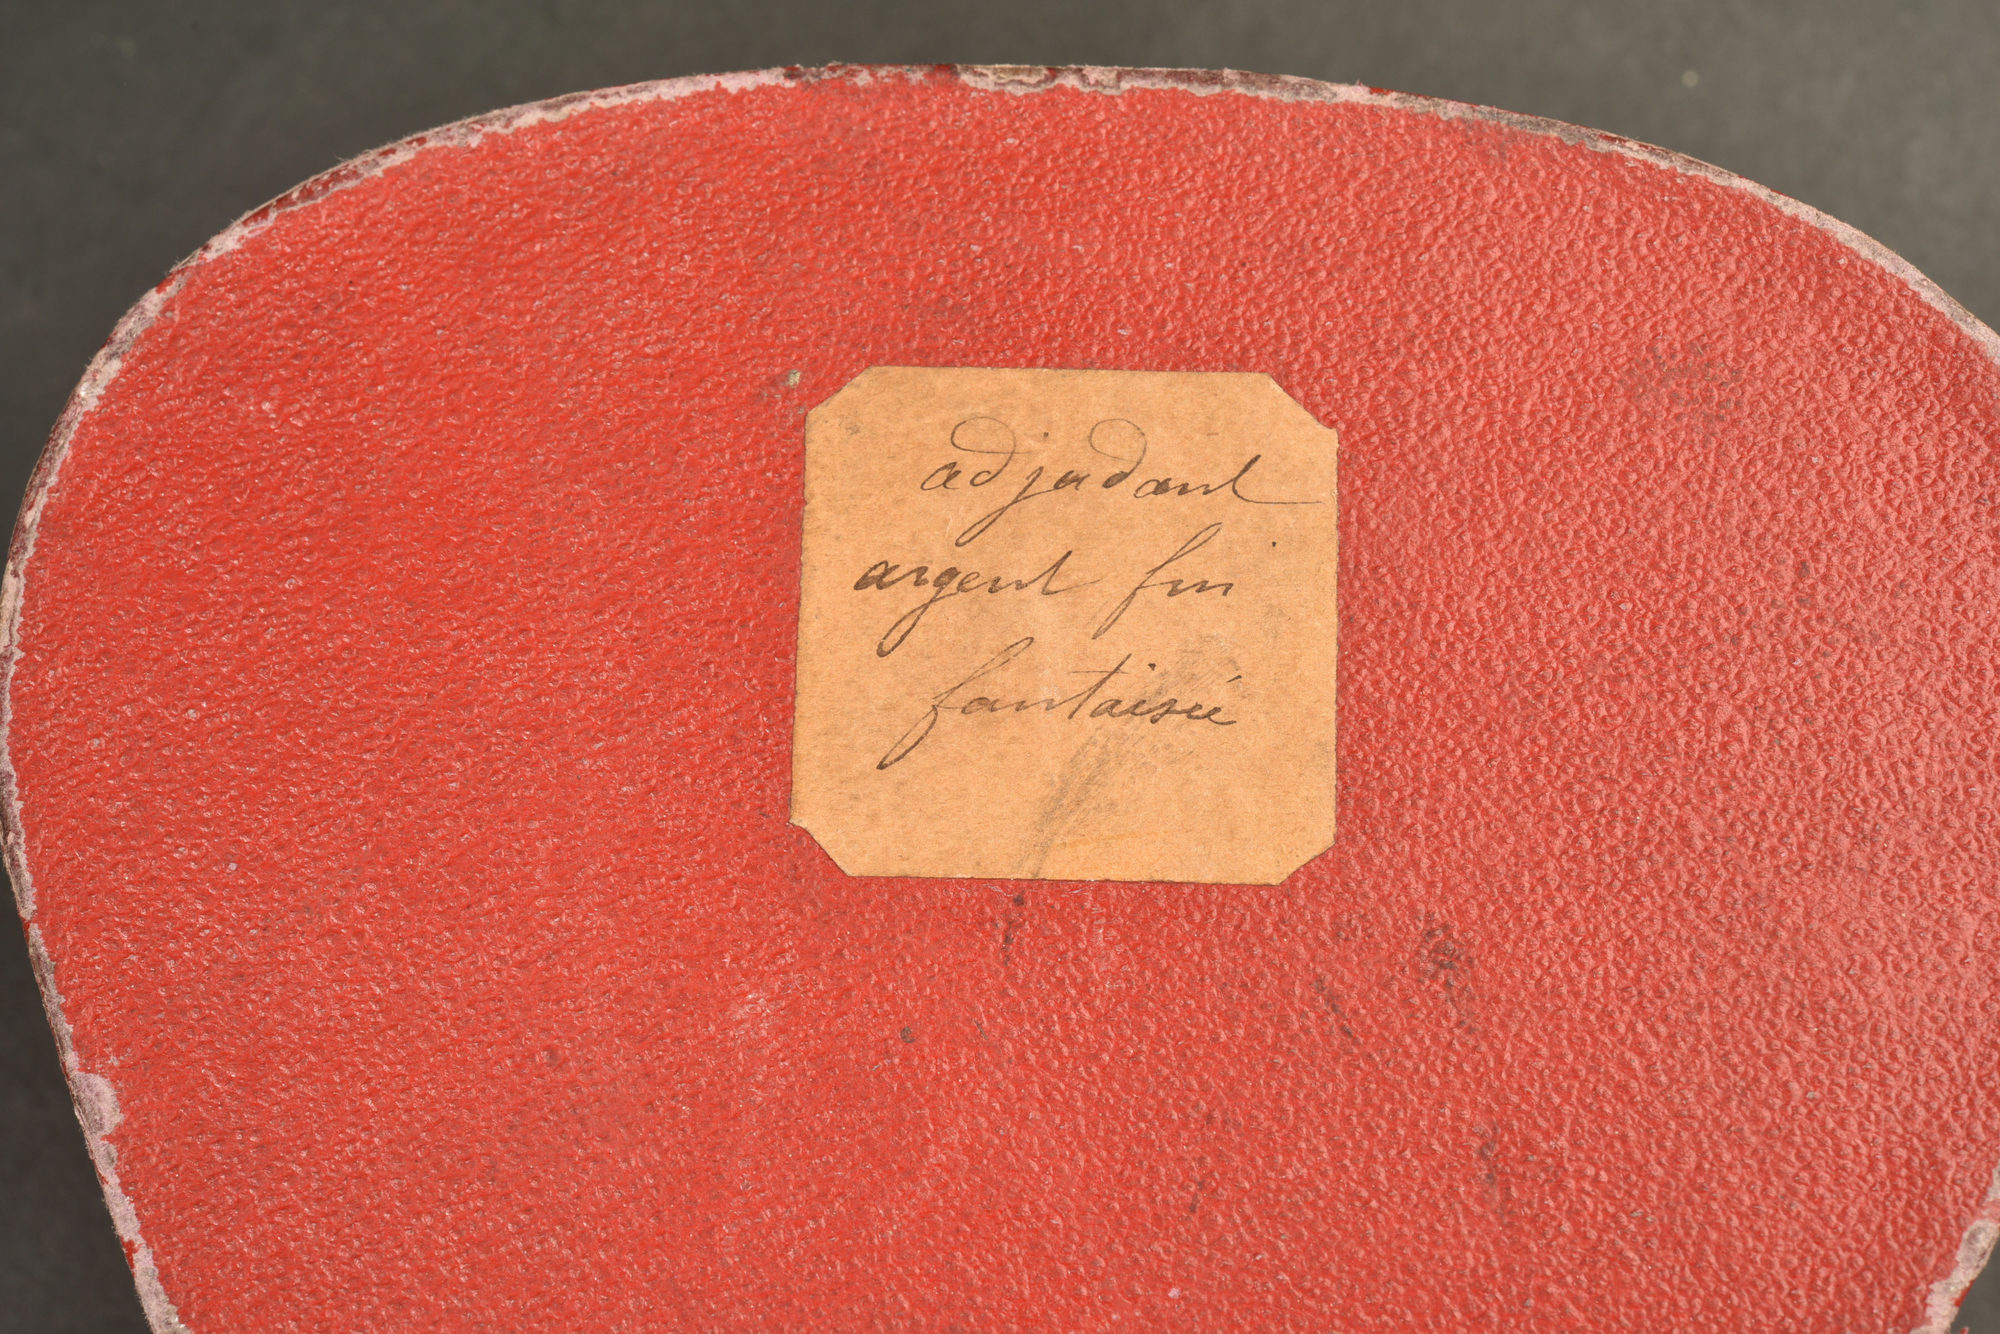 adjudant
argent fin
fantaisie